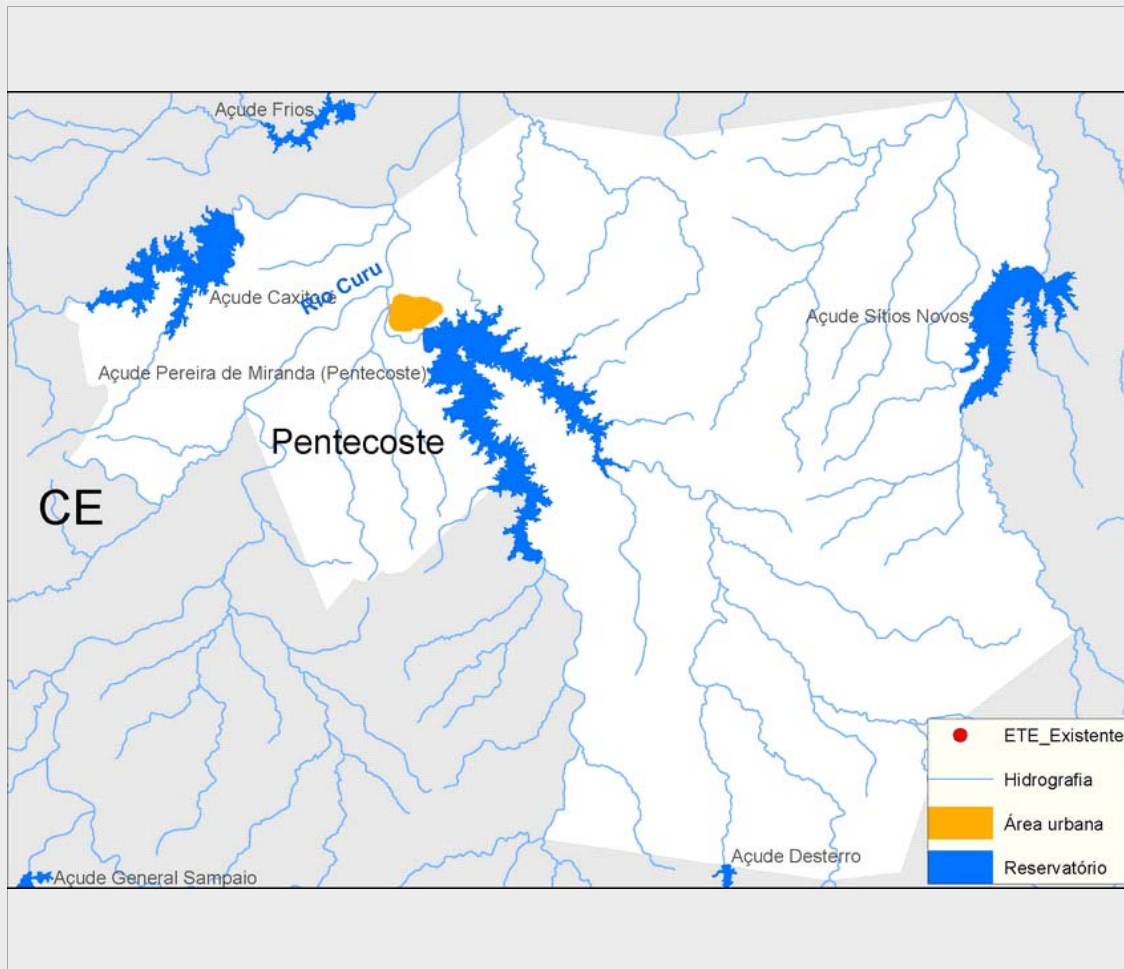 Açude Frios
Rio Curu
Açude Caxitoré
Açude Sítios Novos
Açude Pereira de Miranda (Pentecoste)
Pentecoste
CE
ETE_Existente
Hidrografia
Área urbana
Reservatório
Açude Desterro
Açude General Sampaio